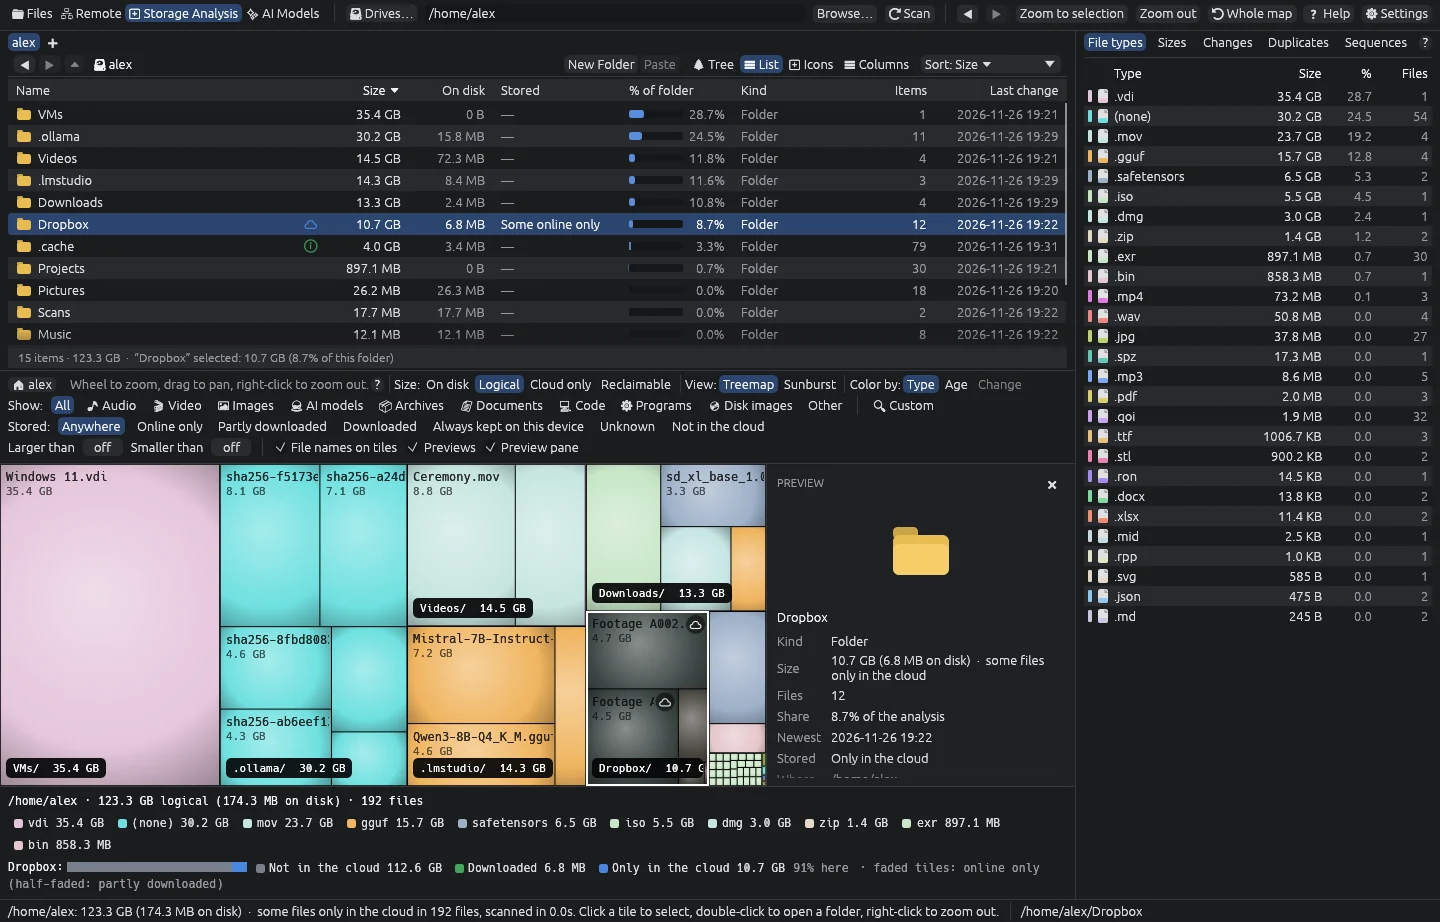 Files Remote Storage Analysis AI Models Drives... /home/alex Browse... Scan ◀ ▶ Zoom to selection Zoom out Whole map ? Help Settings
alex +
◀ ▶ ▲ alex New Folder Paste Tree List Icons Columns Sort: Size ▾ ▼
Name Size ▾ On disk Stored % of folder Kind Items Last change
VMs 35.4 GB 0 B — 28.7% Folder 1 2026-11-26 19:21
.ollama 30.2 GB 15.8 MB — 24.5% Folder 11 2026-11-26 19:29
Videos 14.5 GB 72.3 MB — 11.8% Folder 4 2026-11-26 19:21
.lmstudio 14.3 GB 8.4 MB — 11.6% Folder 3 2026-11-26 19:29
Downloads 13.3 GB 2.4 MB — 10.8% Folder 4 2026-11-26 19:29
Dropbox 10.7 GB 6.8 MB Some online only 8.7% Folder 12 2026-11-26 19:22
.cache 4.0 GB 3.4 MB — 3.3% Folder 79 2026-11-26 19:31
Projects 897.1 MB 0 B — 0.7% Folder 30 2026-11-26 19:21
Pictures 26.2 MB 26.3 MB — 0.0% Folder 18 2026-11-26 19:20
Scans 17.7 MB 17.7 MB — 0.0% Folder 2 2026-11-26 19:22
Music 12.1 MB 12.1 MB — 0.0% Folder 8 2026-11-26 19:22
15 items · 123.3 GB · “Dropbox” selected: 10.7 GB (8.7% of this folder)
alex Wheel to zoom, drag to pan, right-click to zoom out. ? Size: On disk Logical Cloud only Reclaimable View: Treemap Sunburst Color by: Type Age Change
Show: All Audio Video Images AI models Archives Documents Code Programs Disk images Other Custom
Stored: Anywhere Online only Partly downloaded Downloaded Always kept on this device Unknown Not in the cloud
Larger than off Smaller than off ✓ File names on tiles ✓ Previews ✓ Preview pane
Windows 11.vdi
35.4 GB
VMs/ 35.4 GB
sha256-f5173e
8.1 GB
sha256-a24d
7.1 GB
sha256-8fbd808
4.6 GB
sha256-ab6eef1
4.3 GB
.ollama/ 30.2 GB
Ceremony.mov
8.8 GB
Videos/ 14.5 GB
Mistral-7B-Instruct-
7.2 GB
Qwen3-8B-Q4_K_M.ggu
4.6 GB
.lmstudio/ 14.3 GB
sd_xl_base_1.0
3.3 GB
Downloads/ 13.3 GB
Footage A002.
4.7 GB
Footage A
4.5 GB
Dropbox/ 10.7 G
PREVIEW
Dropbox
Kind Folder
Size 10.7 GB (6.8 MB on disk) · some files only in the cloud
Files 12
Share 8.7% of the analysis
Newest 2026-11-26 19:22
Stored Only in the cloud
/home/alex · 123.3 GB logical (174.3 MB on disk) · 192 files
vdi 35.4 GB (none) 30.2 GB mov 23.7 GB gguf 15.7 GB safetensors 6.5 GB iso 5.5 GB dmg 3.0 GB zip 1.4 GB exr 897.1 MB
bin 858.3 MB
Dropbox: Not in the cloud 112.6 GB Downloaded 6.8 MB Only in the cloud 10.7 GB 91% here · faded tiles: online only
(half-faded: partly downloaded)
/home/alex: 123.3 GB (174.3 MB on disk) · some files only in the cloud in 192 files, scanned in 0.0s. Click a tile to select, double-click to open a folder, right-click to zoom out. /home/alex/Dropbox
File types Sizes Changes Duplicates Sequences ?
Type Size % Files
.vdi 35.4 GB 28.7 1
(none) 30.2 GB 24.5 54
.mov 23.7 GB 19.2 4
.gguf 15.7 GB 12.8 4
.safetensors 6.5 GB 5.3 2
.iso 5.5 GB 4.5 1
.dmg 3.0 GB 2.4 1
.zip 1.4 GB 1.2 2
.exr 897.1 MB 0.7 30
.bin 858.3 MB 0.7 1
.mp4 73.2 MB 0.1 3
.wav 50.8 MB 0.0 4
.jpg 37.8 MB 0.0 27
.spz 17.3 MB 0.0 1
.mp3 8.6 MB 0.0 5
.pdf 2.0 MB 0.0 3
.qoi 1.9 MB 0.0 32
.ttf 1006.7 KB 0.0 3
.stl 900.2 KB 0.0 2
.ron 14.5 KB 0.0 1
.docx 13.8 KB 0.0 2
.xlsx 11.4 KB 0.0 2
.mid 2.5 KB 0.0 1
.rpp 1.0 KB 0.0 1
.svg 585 B 0.0 1
.json 475 B 0.0 2
.md 245 B 0.0 2